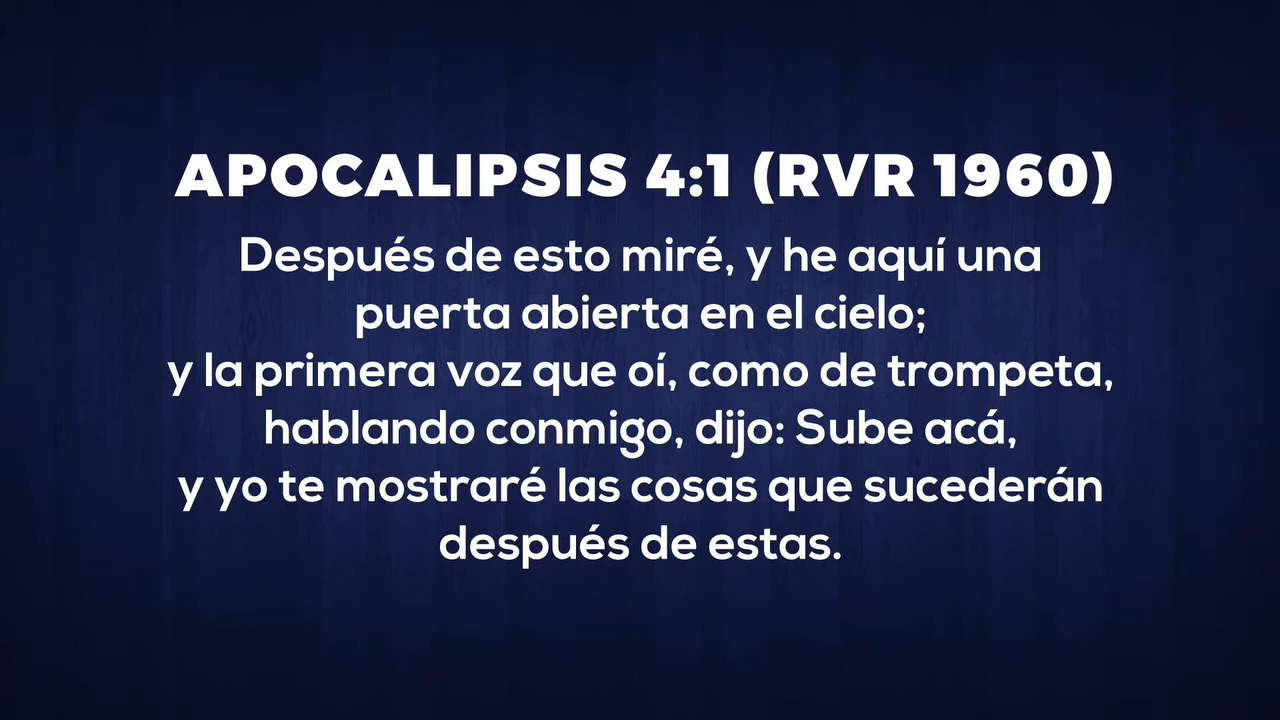 APOCALIPSIS 4:1 (RVR 1960)
Después de esto miré, y he aquí una
puerta abierta en el cielo;
y la primera voz que oí, como de trompeta,
hablando conmigo, dijo: Sube acá,
y yo te mostraré las cosas que sucederán
después de estas.